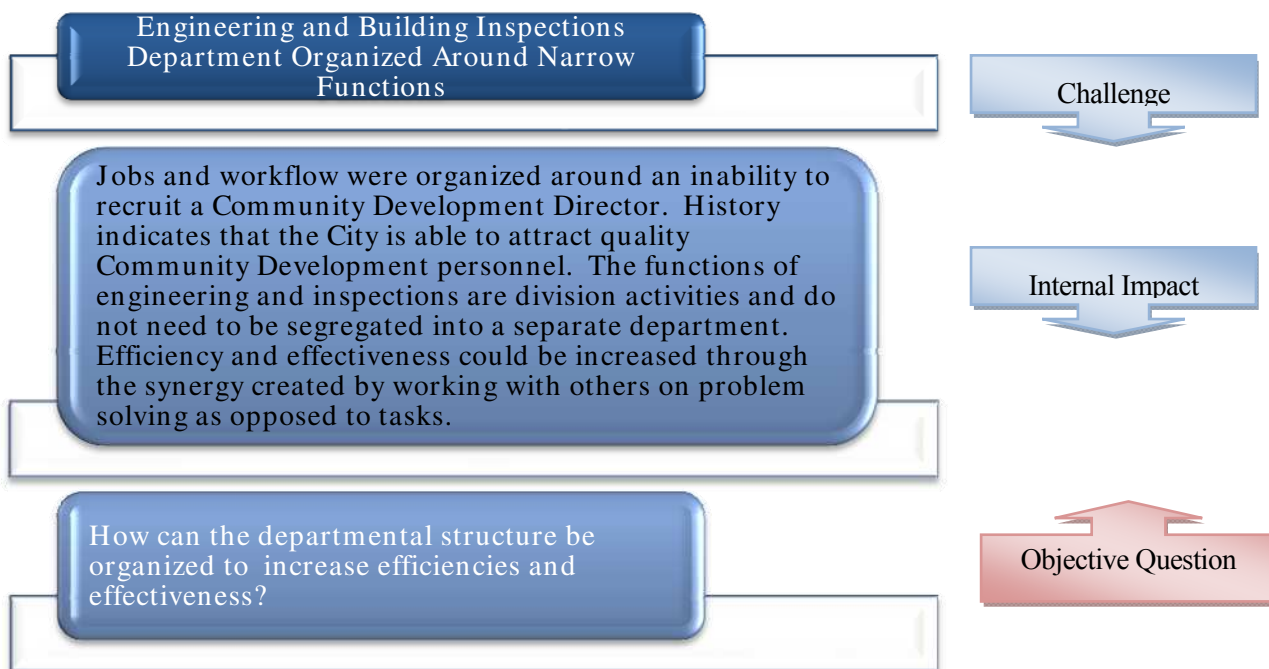 Engineering and Building Inspections
Department Organized Around Narrow
Functions
Challenge
Jobs and workflow were organized around an inability to
recruit a Community Development Director. History
indicates that the City is able to attract quality
Community Development personnel. The functions of
engineering and inspections are division activities and do
not need to be segregated into a separate department.
Efficiency and effectiveness could be increased through
the synergy created by working with others on problem
solving as opposed to tasks.
Internal Impact
How can the departmental structure be
organized to increase efficiencies and
effectiveness?
Objective Question